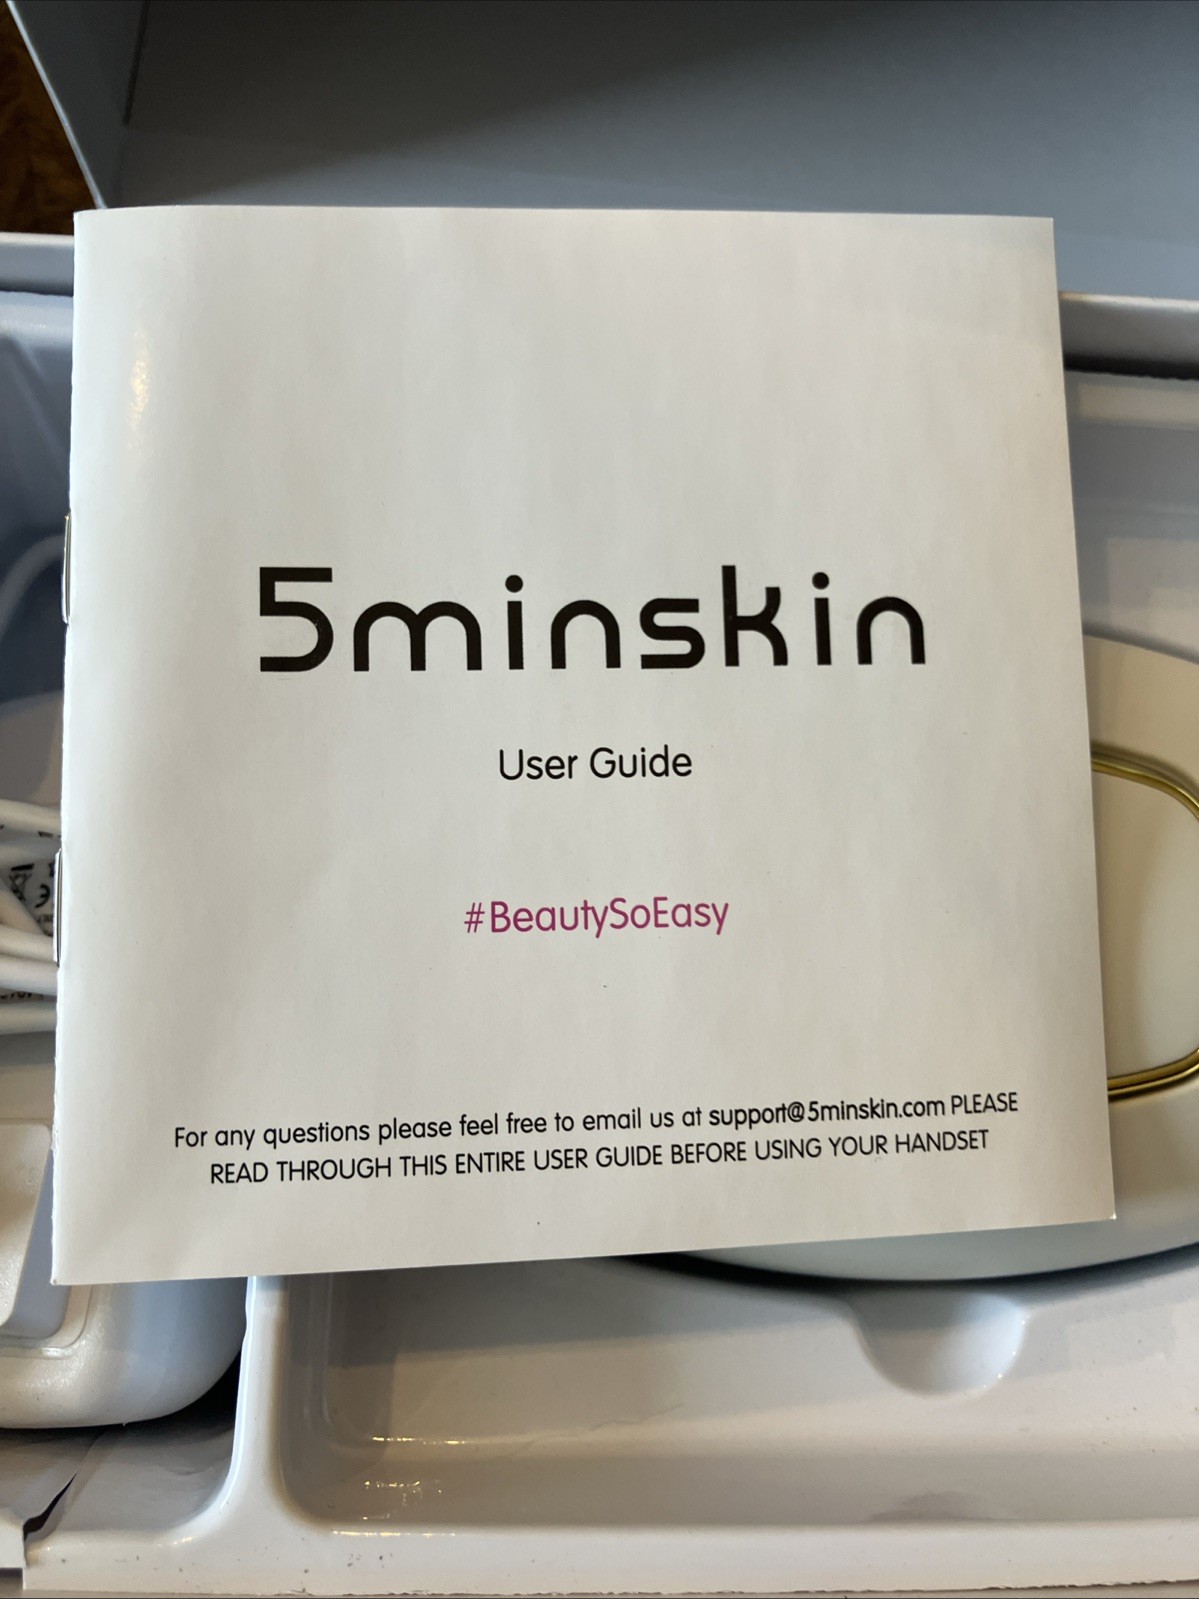 5minskin
User Guide
#BeautySoEasy
For any questions please feel free to email us at support@5minskin.com PLEASE
READ THROUGH THIS ENTIRE USER GUIDE BEFORE USING YOUR HANDSET